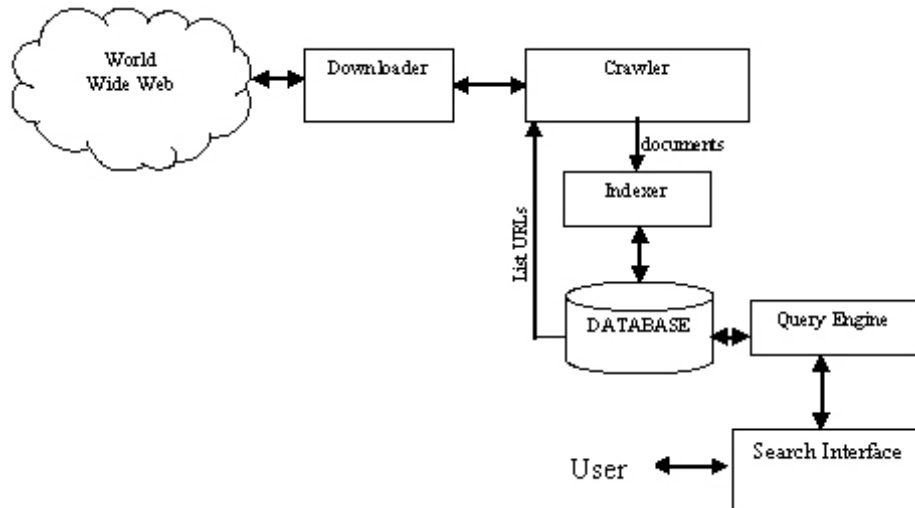 World
Wide Web
Downloader
Crawler
documents
Indexer
List URLs
DATABASE
Query Engine
Search Interface
User